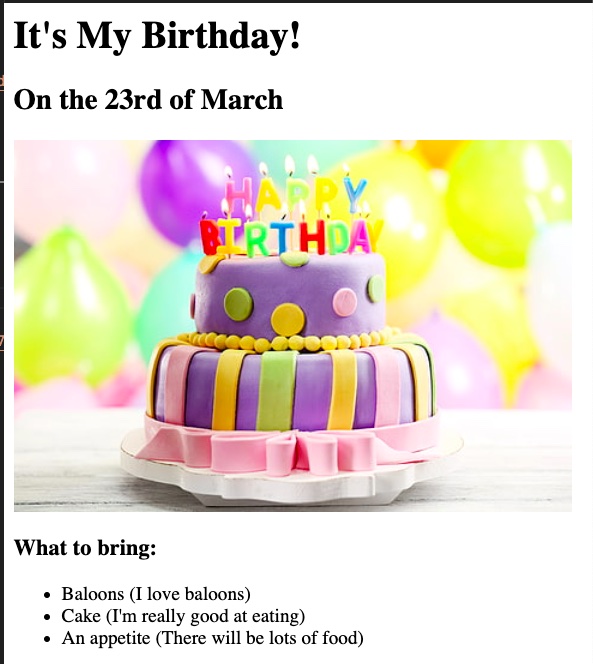 It's My Birthday!
On the 23rd of March
HAPPY
BIRTHDAY
What to bring:
Baloons (I love baloons)
Cake (I'm really good at eating)
An appetite (There will be lots of food)